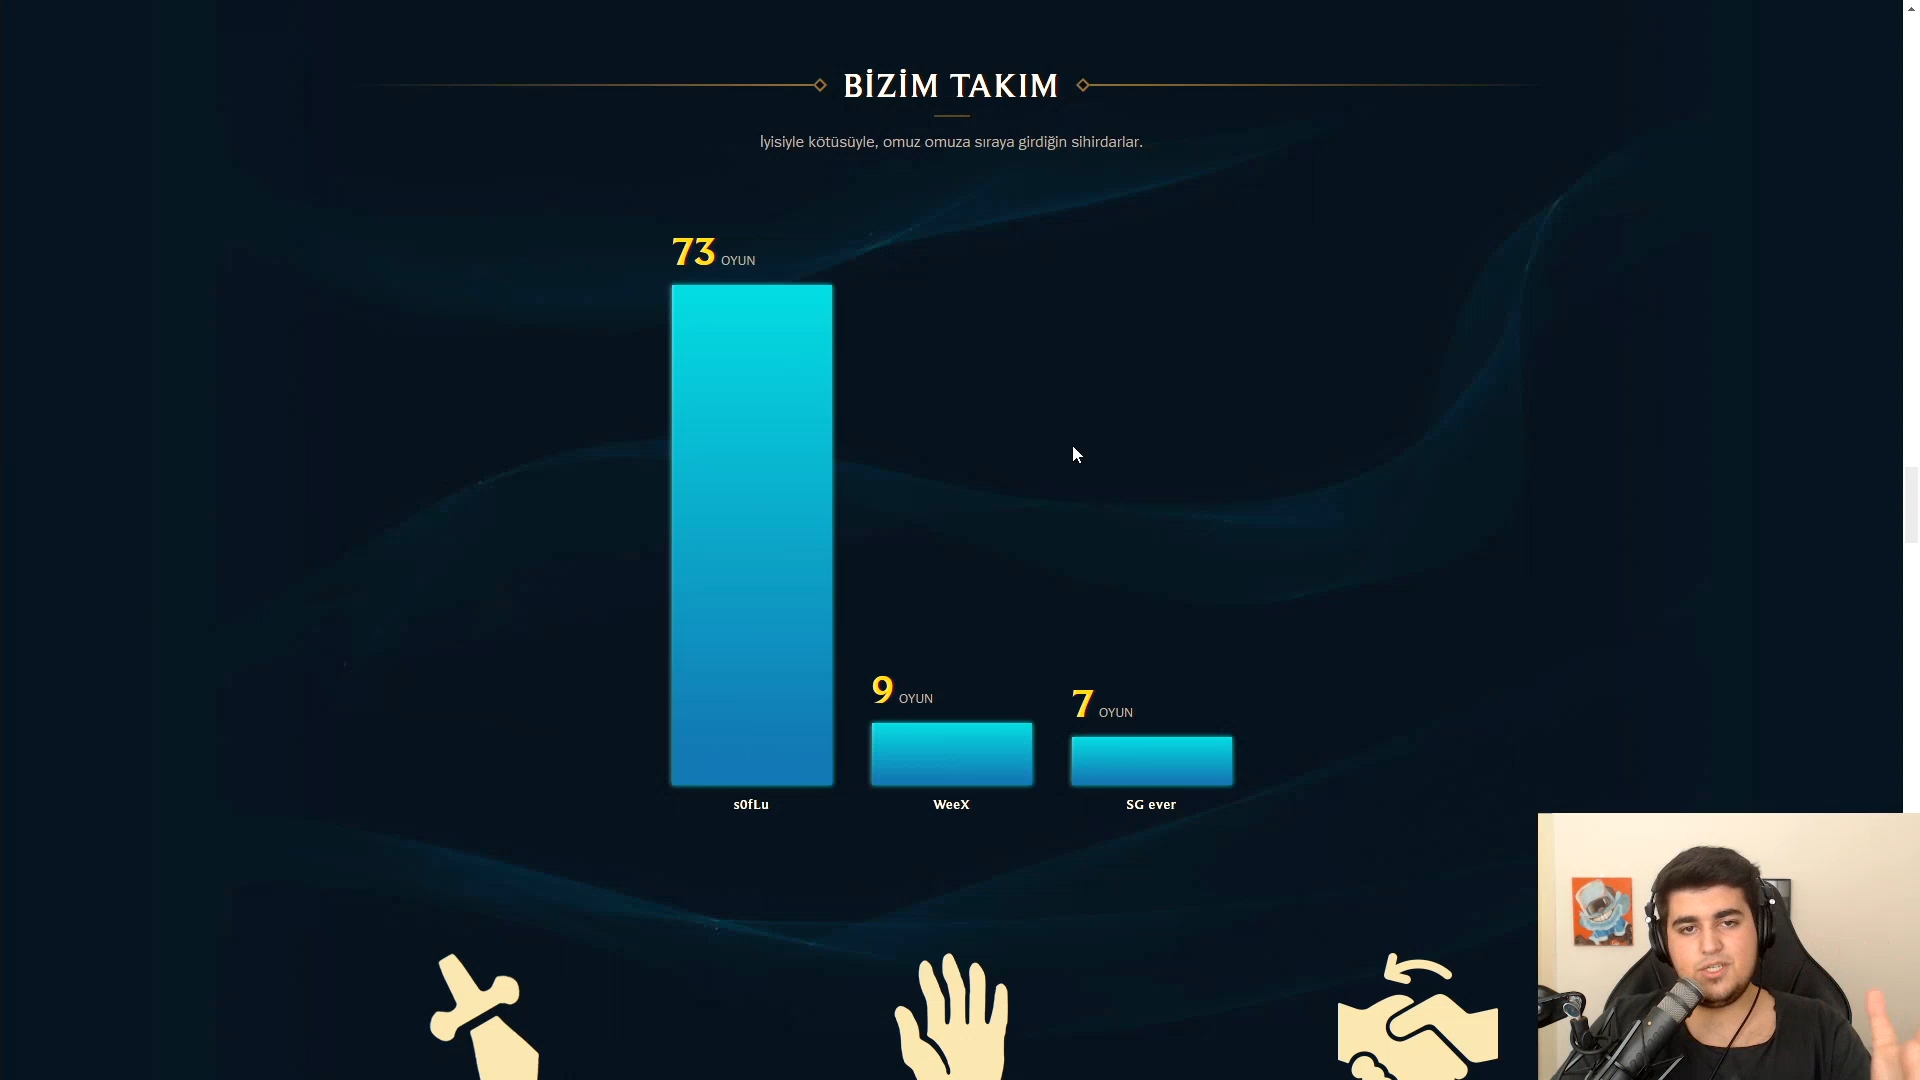 BİZİM TAKIM
İyisiyle kötüsüyle, omuz omuza sıraya girdiğin sihirdarlar.
73 OYUN
9 OYUN
7 OYUN
s0fLu
WeeX
SG ever